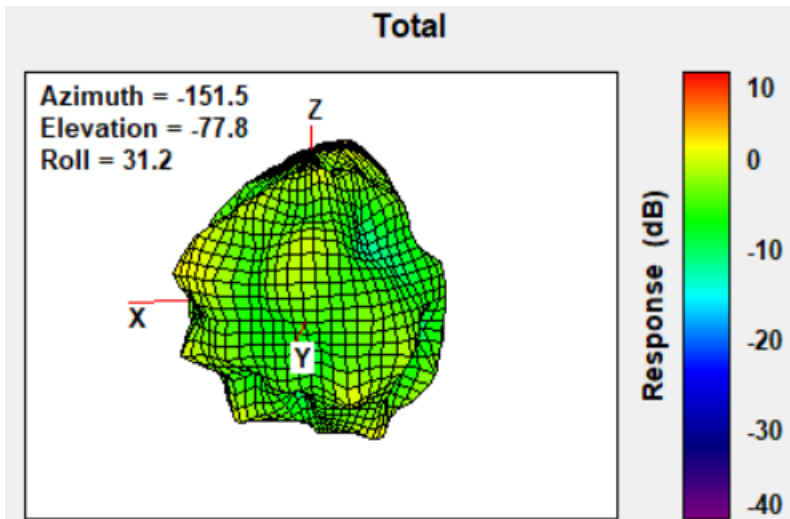 Total
Azimuth = -151.5
Elevation = -77.8
Roll = 31.2
Z
X
Y
10
0
-10
-20
-30
-40
Response (dB)